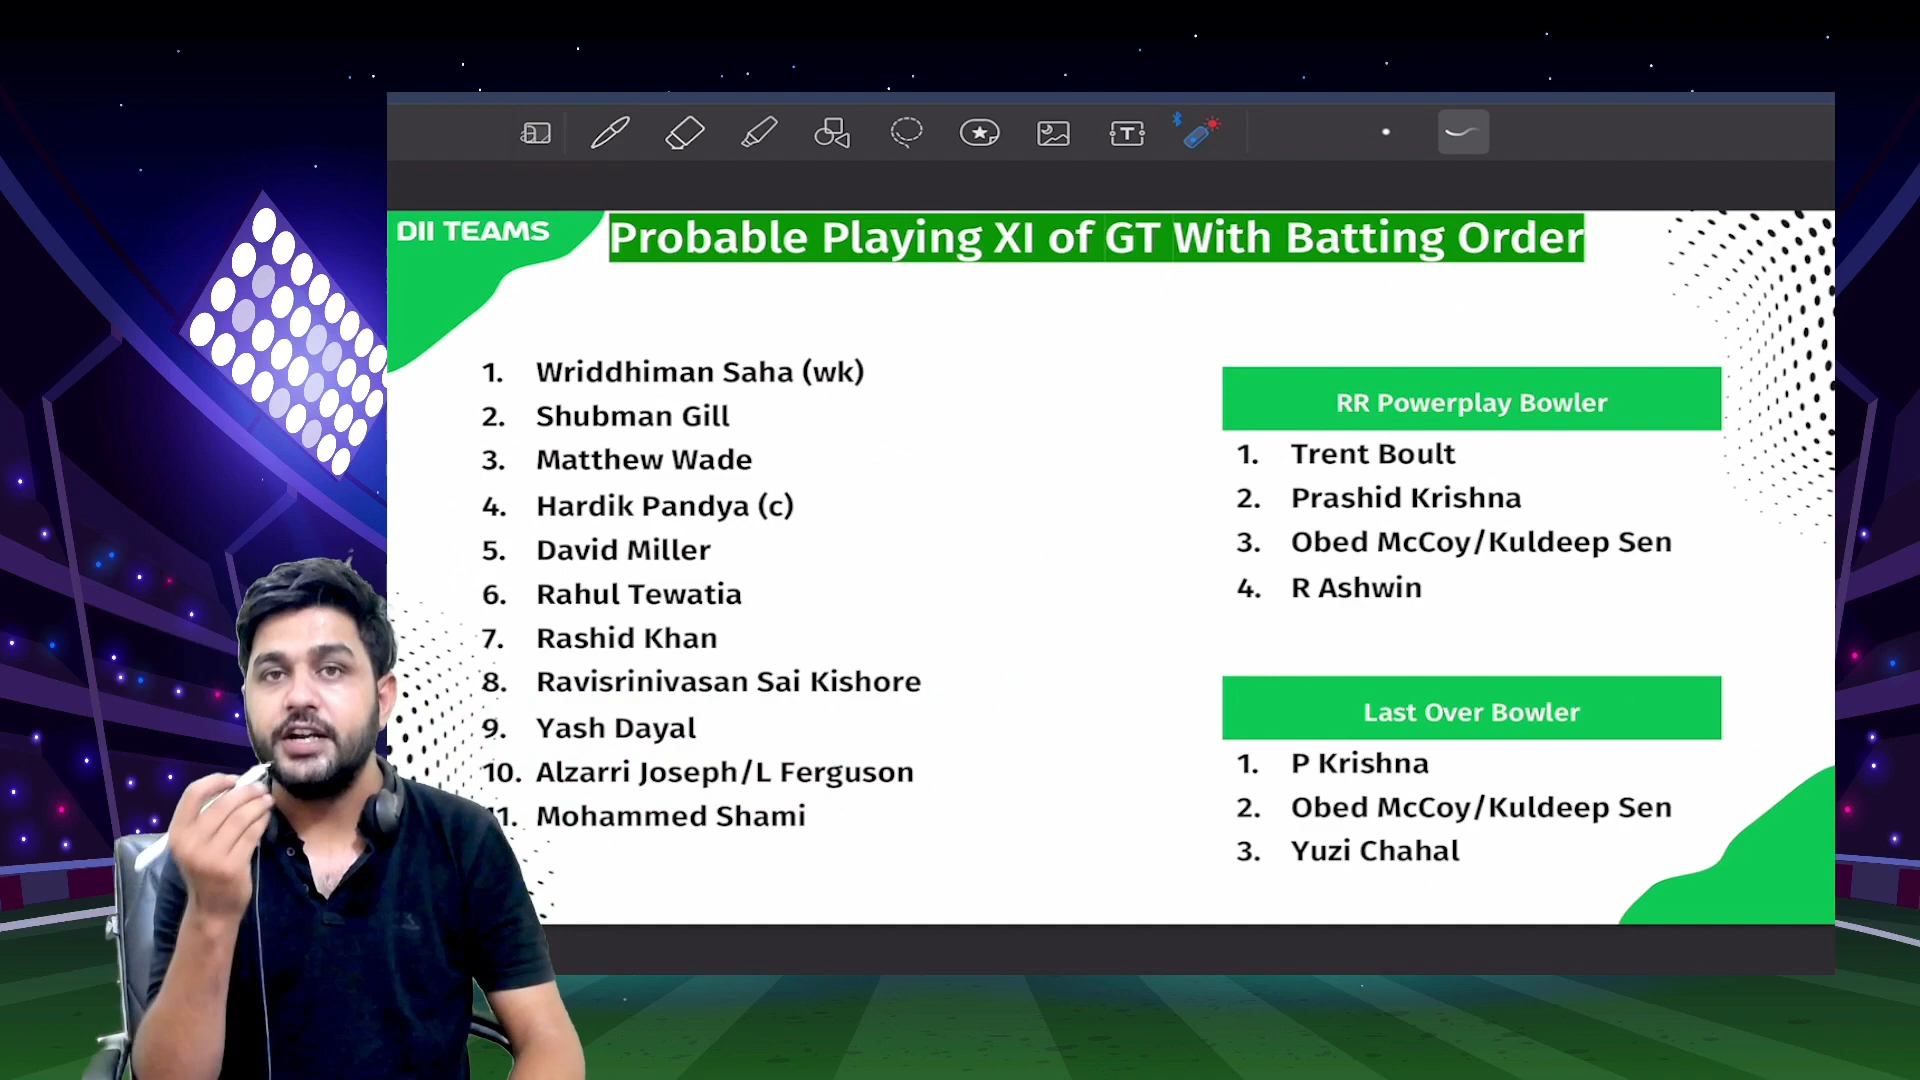 DII TEAMS
Probable Playing XI of GT With Batting Order
1. Wriddhiman Saha (wk)
2. Shubman Gill
3. Matthew Wade
4. Hardik Pandya (c)
5. David Miller
6. Rahul Tewatia
7. Rashid Khan
8. Ravisrinivasan Sai Kishore
9. Yash Dayal
10. Alzarri Joseph/L Ferguson
11. Mohammed Shami
RR Powerplay Bowler
1. Trent Boult
2. Prashid Krishna
3. Obed McCoy/Kuldeep Sen
4. R Ashwin
Last Over Bowler
1. P Krishna
2. Obed McCoy/Kuldeep Sen
3. Yuzi Chahal